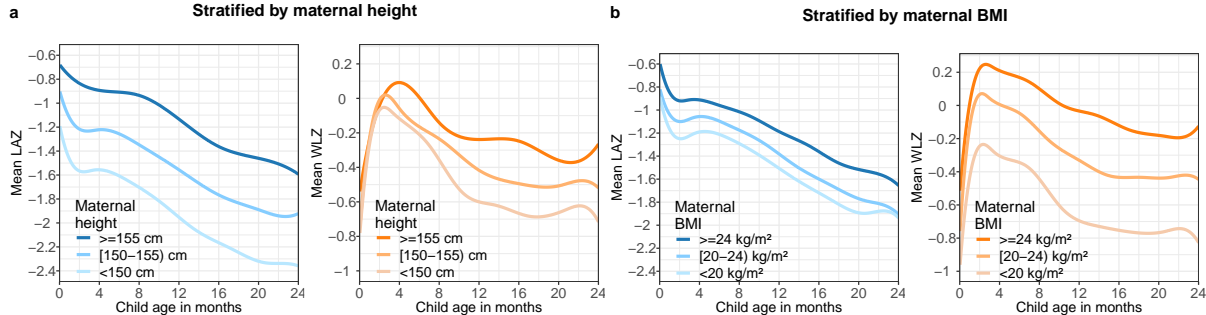 a
Stratified by maternal height
Mean LAZ
−0.6
−0.8
−1
−1.2
−1.4
−1.6
−1.8
−2
−2.2
−2.4
Maternal
height
>=155 cm
[150−155) cm
<150 cm
0 4 8 12 16 20 24
Child age in months
Mean WLZ
0.2
0
−0.2
−0.4
−0.6
−0.8
−1
Maternal
height
>=155 cm
[150−155) cm
<150 cm
0 4 8 12 16 20 24
Child age in months
b
Stratified by maternal BMI
Mean LAZ
−0.6
−0.8
−1
−1.2
−1.4
−1.6
−1.8
−2
−2.2
−2.4
Maternal
BMI
>=24 kg/m²
[20−24) kg/m²
<20 kg/m²
0 4 8 12 16 20 24
Child age in months
Mean WLZ
0.2
0
−0.2
−0.4
−0.6
−0.8
−1
Maternal
BMI
>=24 kg/m²
[20−24) kg/m²
<20 kg/m²
0 4 8 12 16 20 24
Child age in months